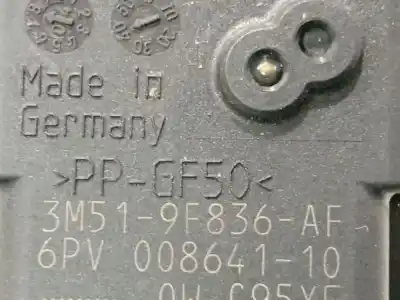 Made in
Germany
>PP-GF50<
3M51-9F836-AF
6PV 008641-10